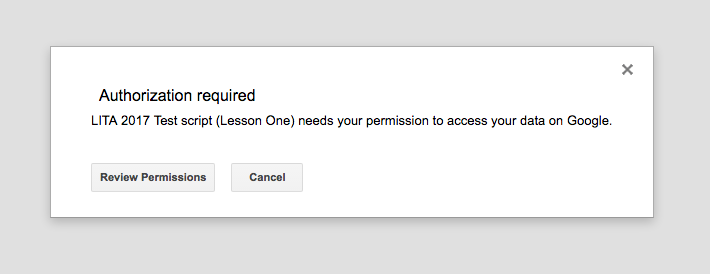 Authorization required
LITA 2017 Test script (Lesson One) needs your permission to access your data on Google.
Review Permissions Cancel